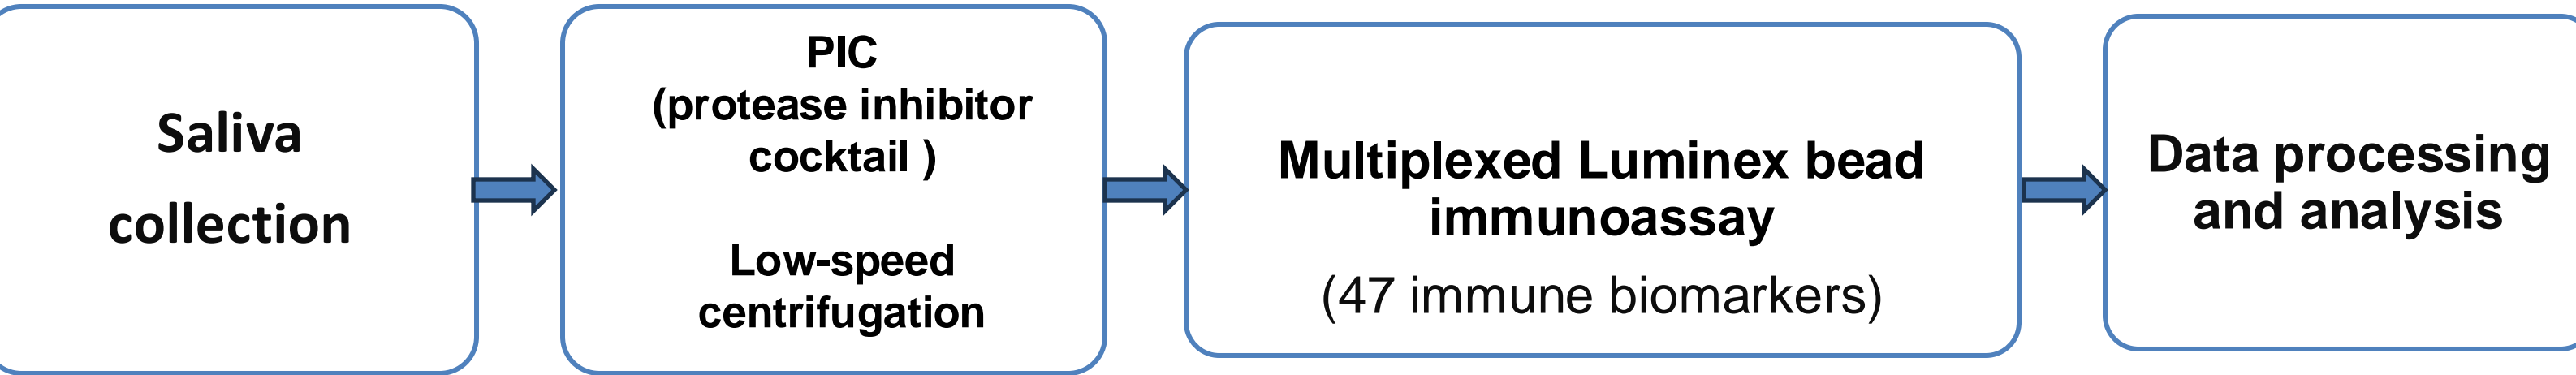 Saliva
collection
PIC
(protease inhibitor
cocktail )
Low-speed
centrifugation
Multiplexed Luminex bead
immunoassay
(47 immune biomarkers)
Data processing
and analysis